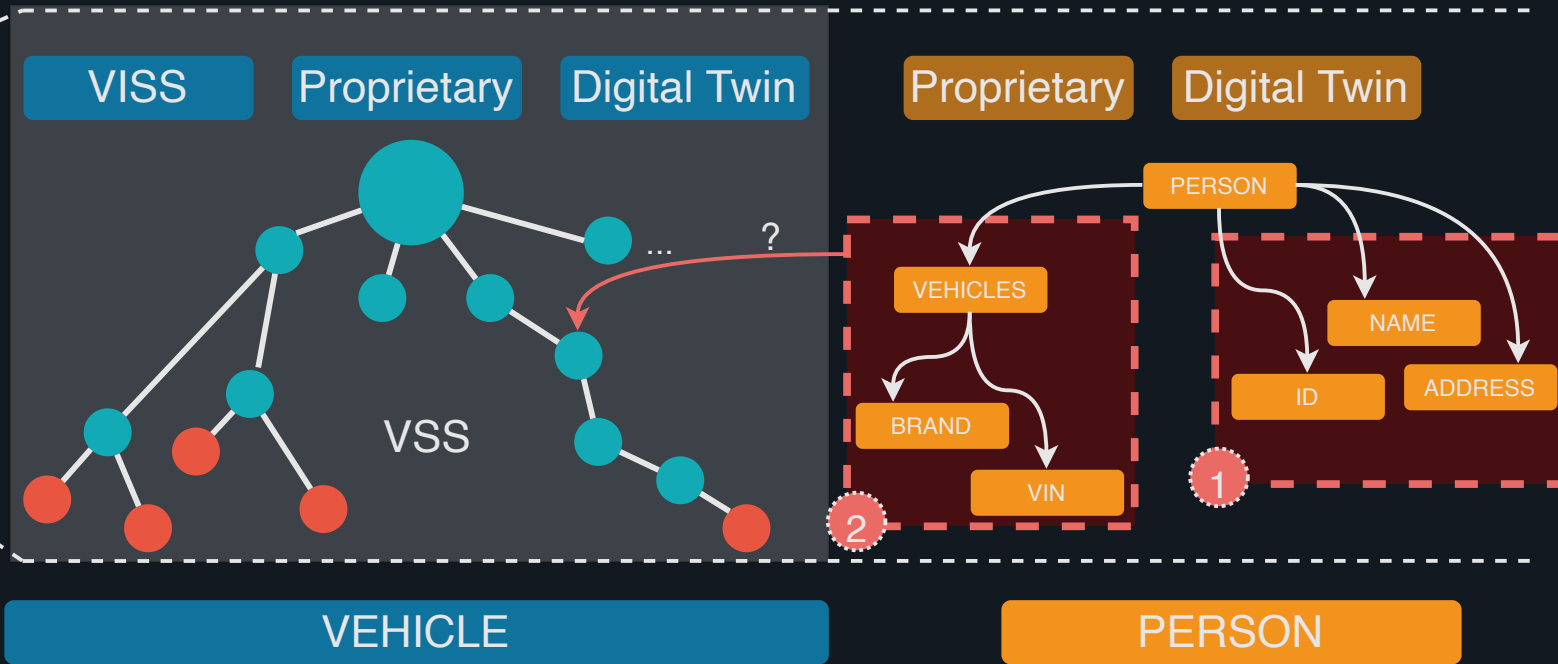 VISS
Proprietary
Digital Twin
Proprietary
Digital Twin
PERSON
...
?
VEHICLES
NAME
ID
ADDRESS
BRAND
VSS
VIN
1
2
VEHICLE
PERSON